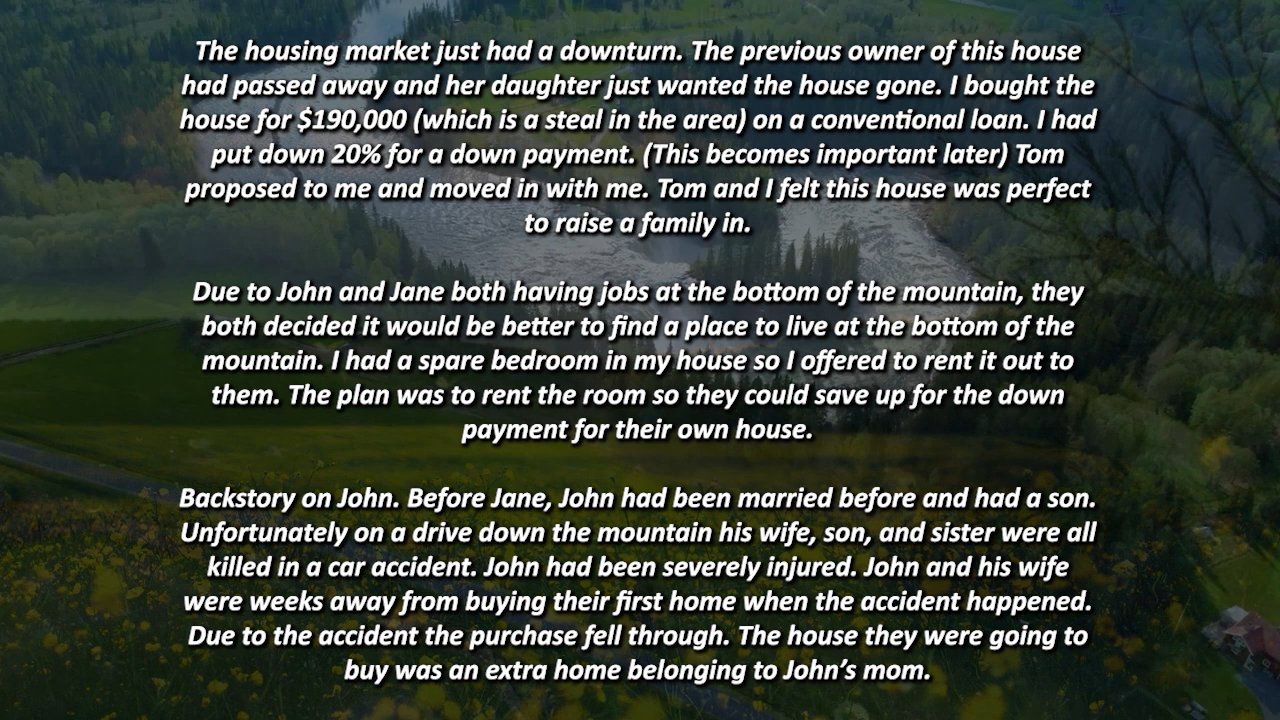 The housing market just had a downturn. The previous owner of this house
had passed away and her daughter just wanted the house gone. I bought the
house for $190,000 (which is a steal in the area) on a conventional loan. I had
put down 20% for a down payment. (This becomes important later) Tom
proposed to me and moved in with me. Tom and I felt this house was perfect
to raise a family in.
Due to John and Jane both having jobs at the bottom of the mountain, they
both decided it would be better to find a place to live at the bottom of the
mountain. I had a spare bedroom in my house so I offered to rent it out to
them. The plan was to rent the room so they could save up for the down
payment for their own house.
Backstory on John. Before Jane, John had been married before and had a son.
Unfortunately on a drive down the mountain his wife, son, and sister were all
killed in a car accident. John had been severely injured. John and his wife
were weeks away from buying their first home when the accident happened.
Due to the accident the purchase fell through. The house they were going to
buy was an extra home belonging to John’s mom.